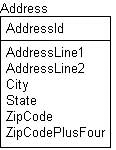 Address
AddressId
AddressLine1
AddressLine2
City
State
ZipCode
ZipCodePlusFour